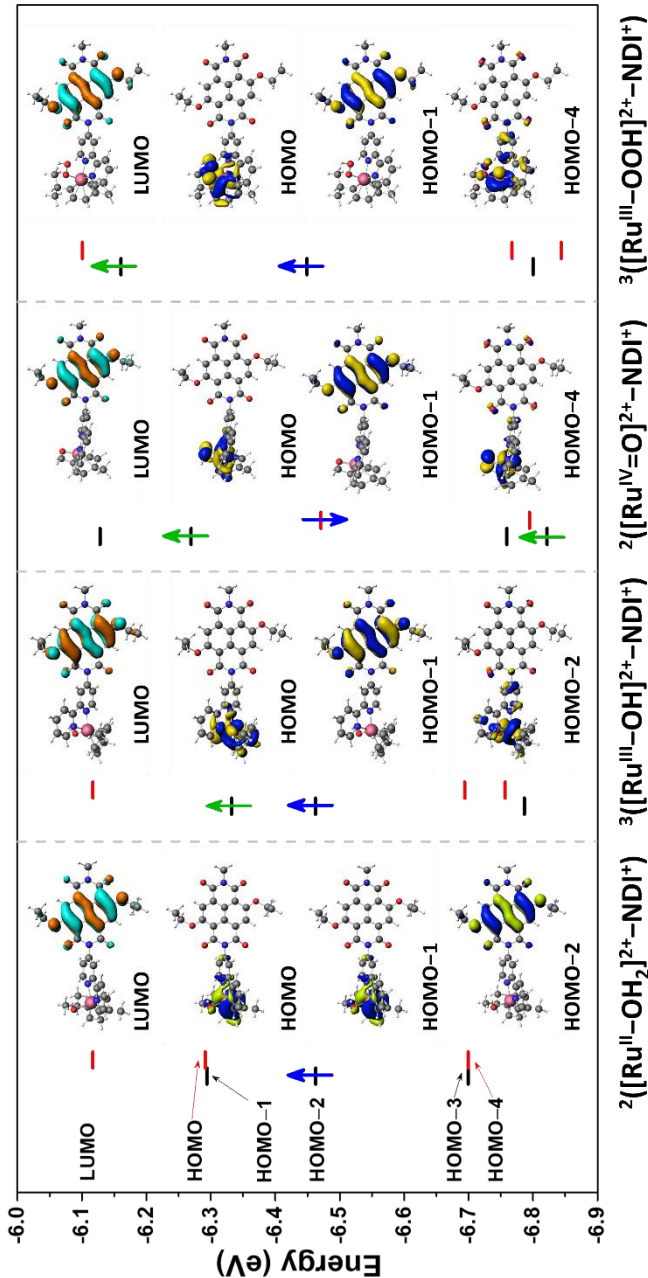 -6.0
-6.1
-6.2
-6.3
-6.4
-6.5
-6.6
-6.7
-6.8
-6.9
Energy (eV)
LUMO
HOMO
HOMO−1
HOMO−2
HOMO−3
HOMO−4
LUMO
HOMO
HOMO−1
HOMO−2
²([Ruᴵᴵ−OH₂]²⁺−NDI⁺)
LUMO
HOMO
HOMO−1
HOMO−2
³([Ruᴵᴵᴵ−OH]²⁺−NDI⁺)
LUMO
HOMO
HOMO−1
HOMO−4
²([Ruᴵⱽ=O]²⁺−NDI⁺)
LUMO
HOMO
HOMO−1
HOMO−4
³([Ruᴵᴵᴵ−OOH]²⁺−NDI⁺)